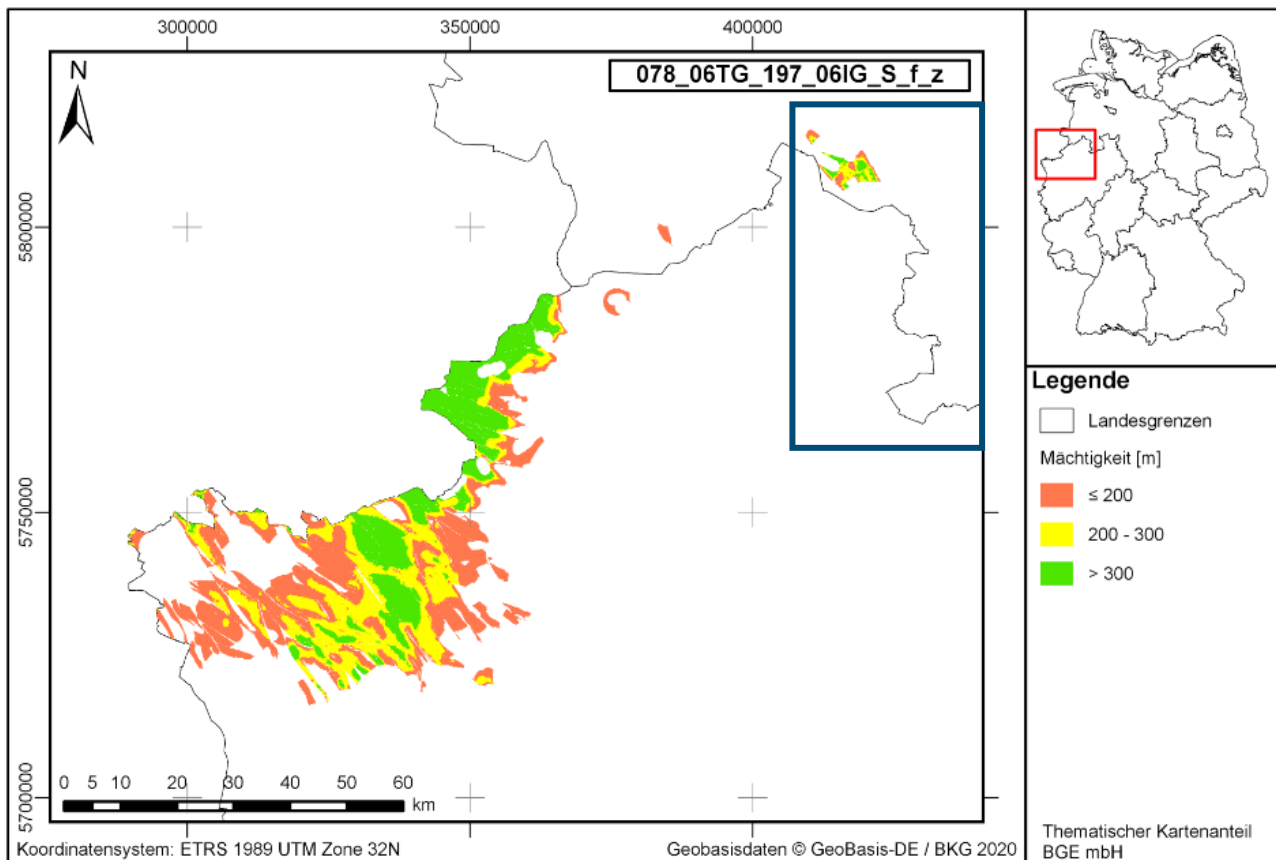 300000 350000 400000
078_06TG_197_06IG_S_f_z
N
5800000
5750000
5700000
0 5 10 20 30 40 50 60
km
Koordinatensystem: ETRS 1989 UTM Zone 32N
Geobasisdaten © GeoBasis-DE / BKG 2020
Legende
Landesgrenzen
Mächtigkeit [m]
≤ 200
200 - 300
> 300
Thematischer Kartenanteil
BGE mbH